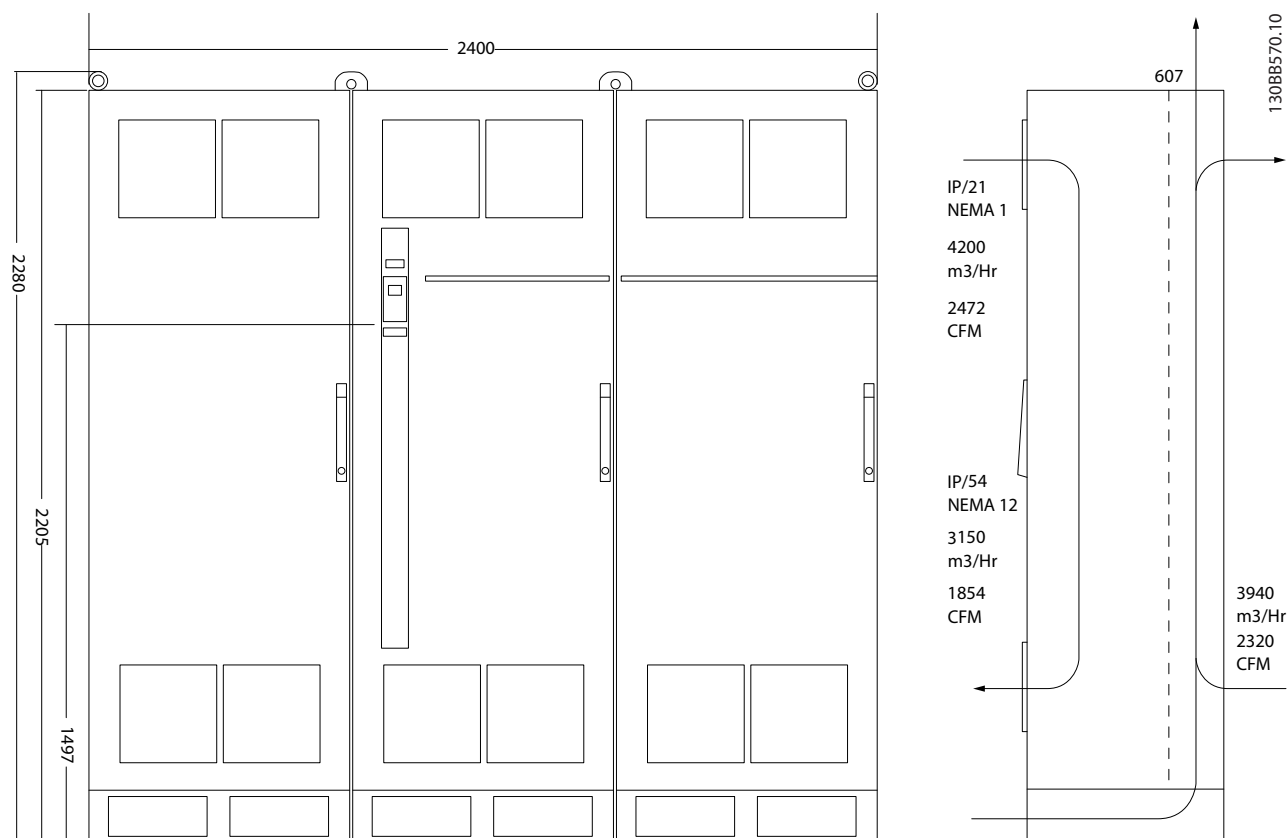 2400
2280
2205
1497
607
130BB570.10
IP/21
NEMA 1
4200
m3/Hr
2472
CFM
IP/54
NEMA 12
3150
m3/Hr
1854
CFM
3940
m3/Hr
2320
CFM